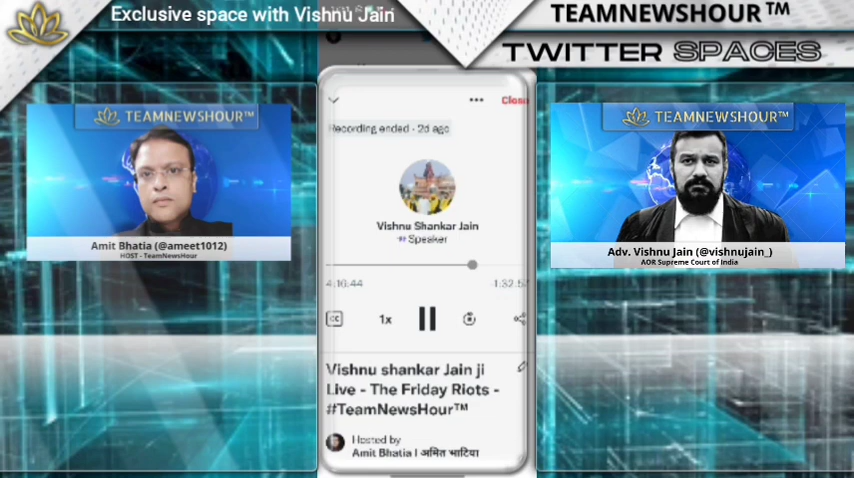 Exclusive space with Vishnu Jain
TEAMNEWSHOUR™
TWITTER SPACES
TEAMNEWSHOUR™
Amit Bhatia (@ameet1012)
HOST - TeamNewsHour
Close
Recording ended · 2d ago
Vishnu Shankar Jain
Speaker
4:16:44
CC
1x
Vishnu shankar Jain ji
Live - The Friday Riots -
#TeamNewsHour™
Hosted by
Amit Bhatia | अमित भाटिया
TEAMNEWSHOUR™
Adv. Vishnu Jain (@vishnujain_)
AOR Supreme Court of India